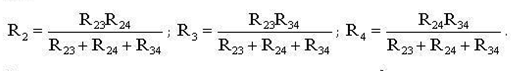 R₂ = R₂₃R₂₄ / (R₂₃ + R₂₄ + R₃₄) ; R₃ = R₂₃R₃₄ / (R₂₃ + R₂₄ + R₃₄) ; R₄ = R₂₄R₃₄ / (R₂₃ + R₂₄ + R₃₄) .